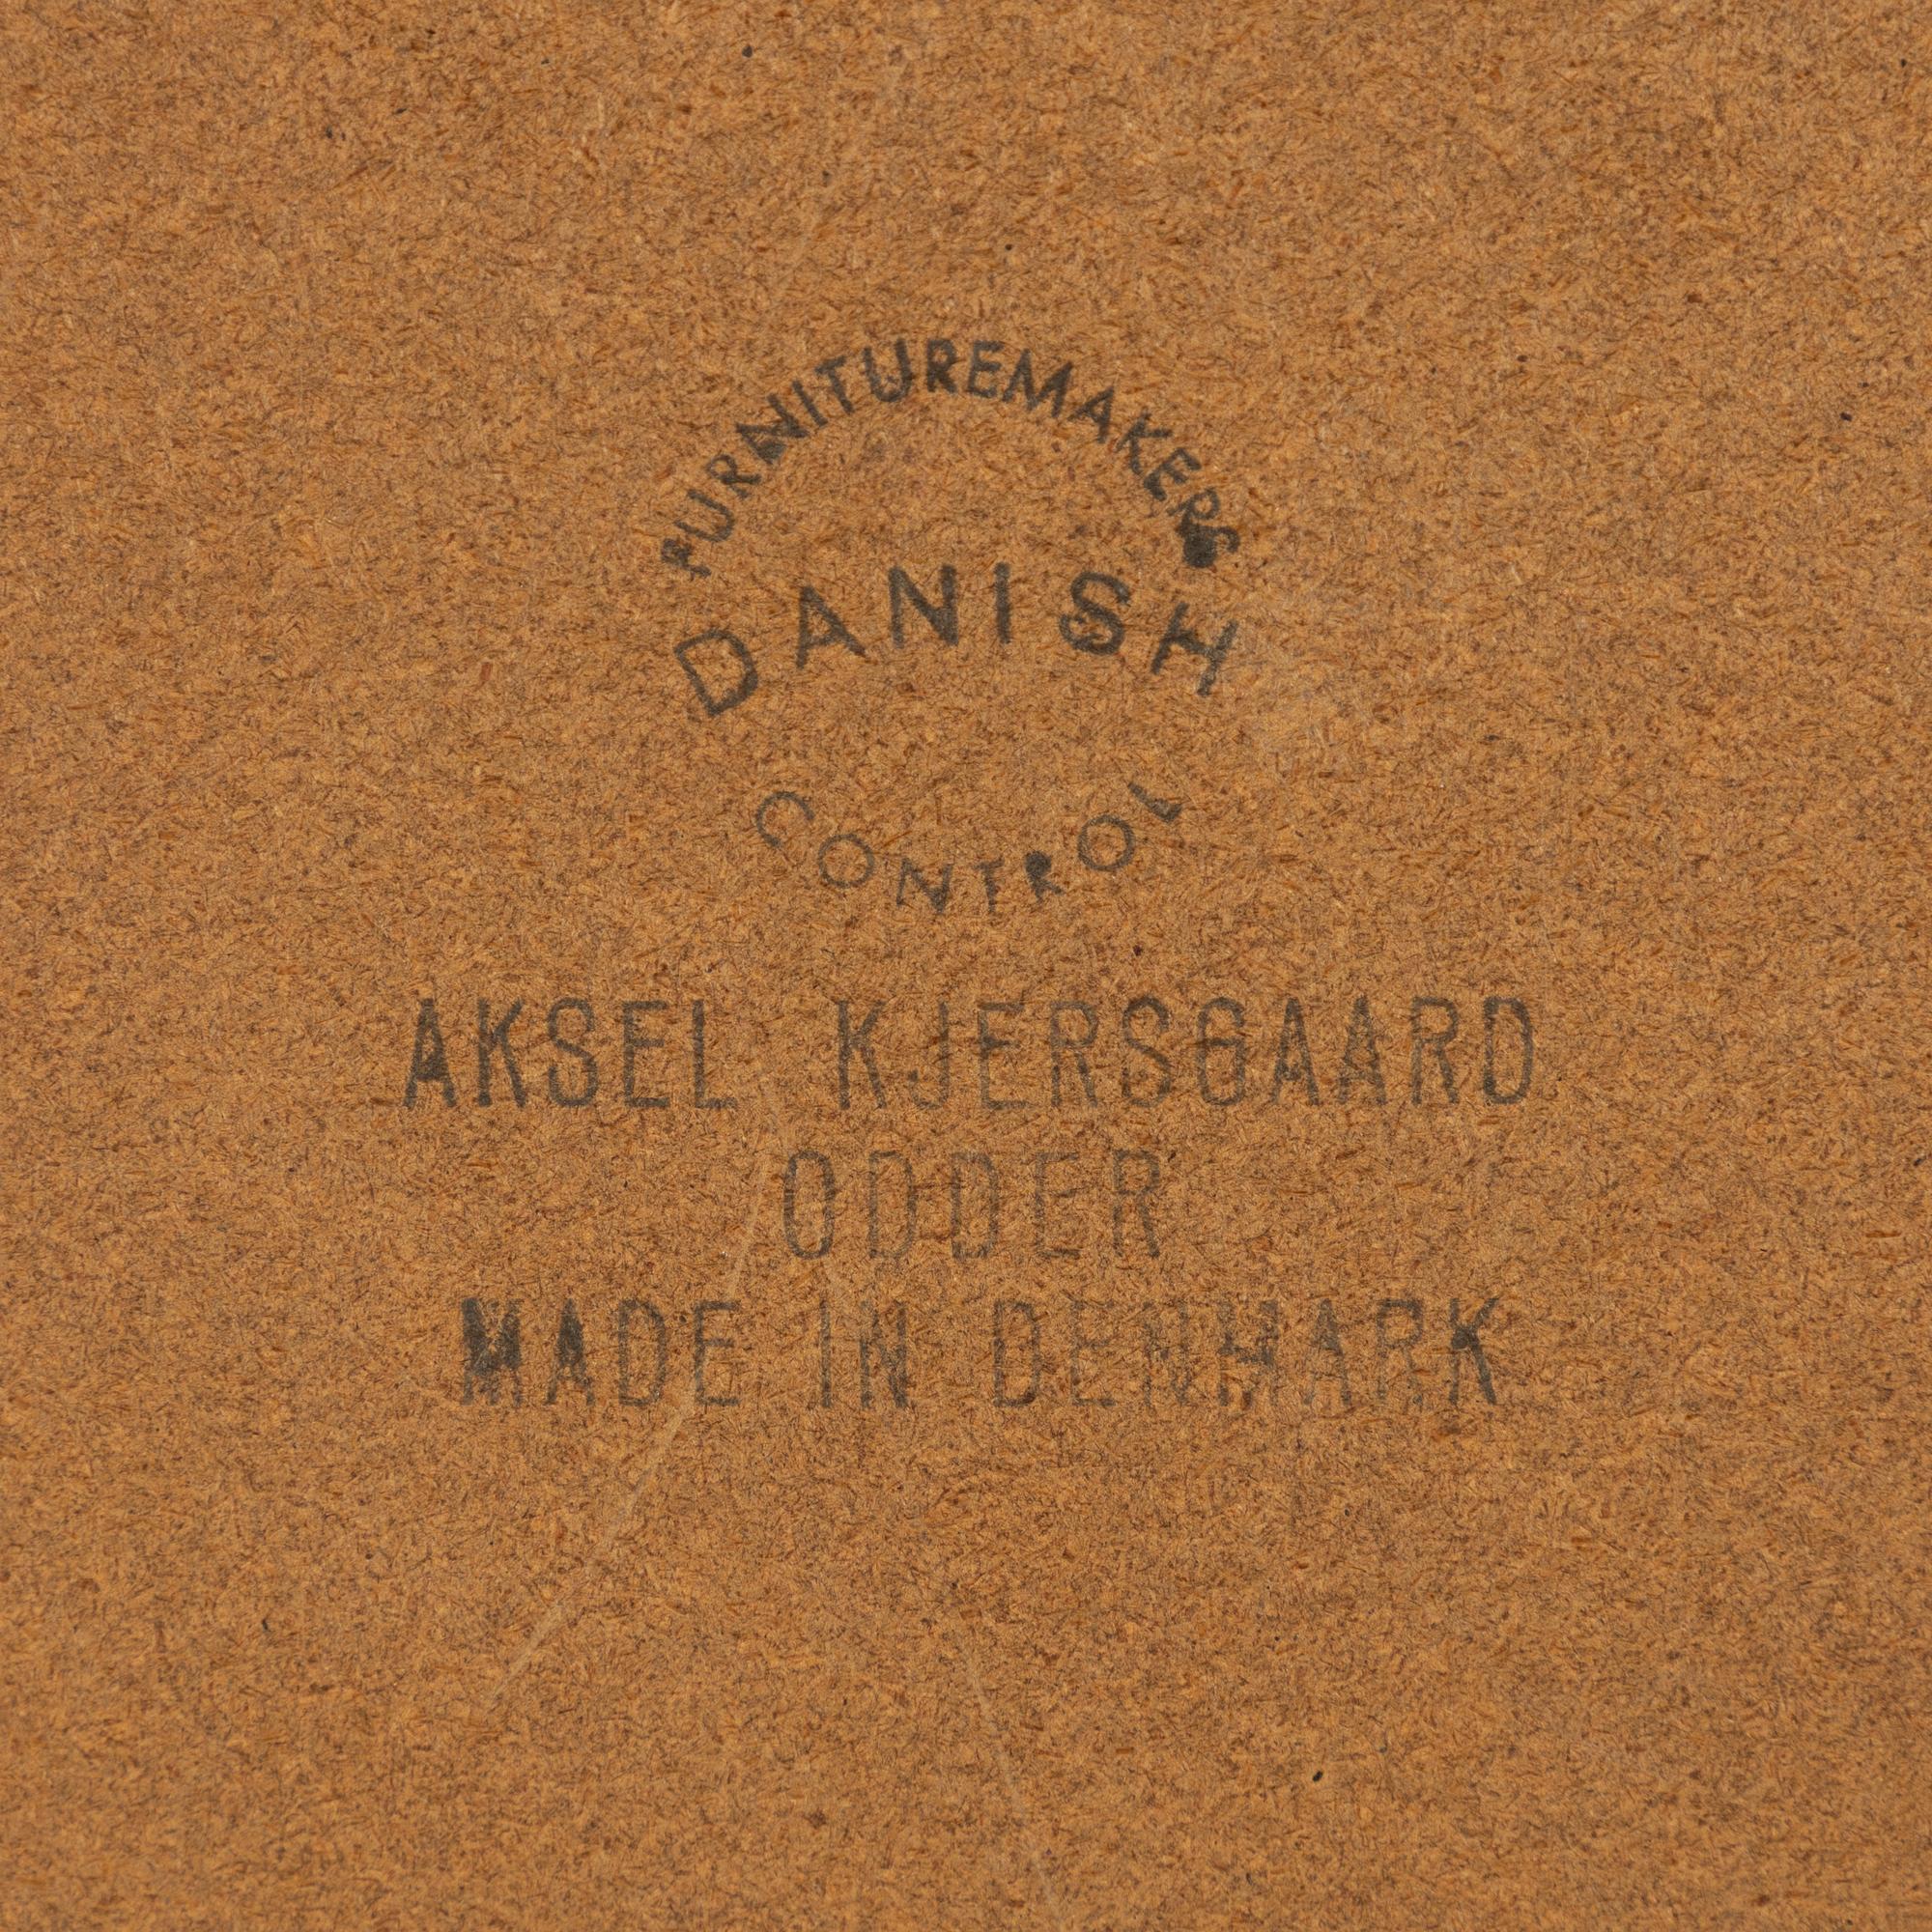 FURNITUREMAKERS
DANISH
CONTROL
AKSEL KJERSGAARD
ODDER
MADE IN DENMARK